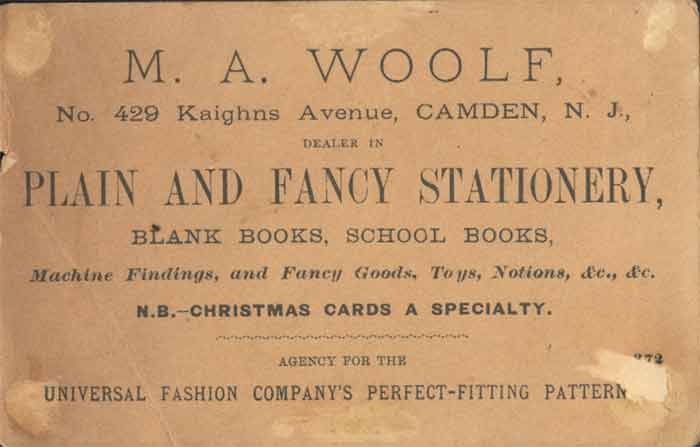 M. A. WOOLF,
No. 429 Kaighns Avenue, CAMDEN, N. J.,
DEALER IN
PLAIN AND FANCY STATIONERY,
BLANK BOOKS, SCHOOL BOOKS,
Machine Findings, and Fancy Goods, Toys, Notions, &c., &c.
N.B.—CHRISTMAS CARDS A SPECIALTY.
AGENCY FOR THE
UNIVERSAL FASHION COMPANY'S PERFECT-FITTING PATTERN